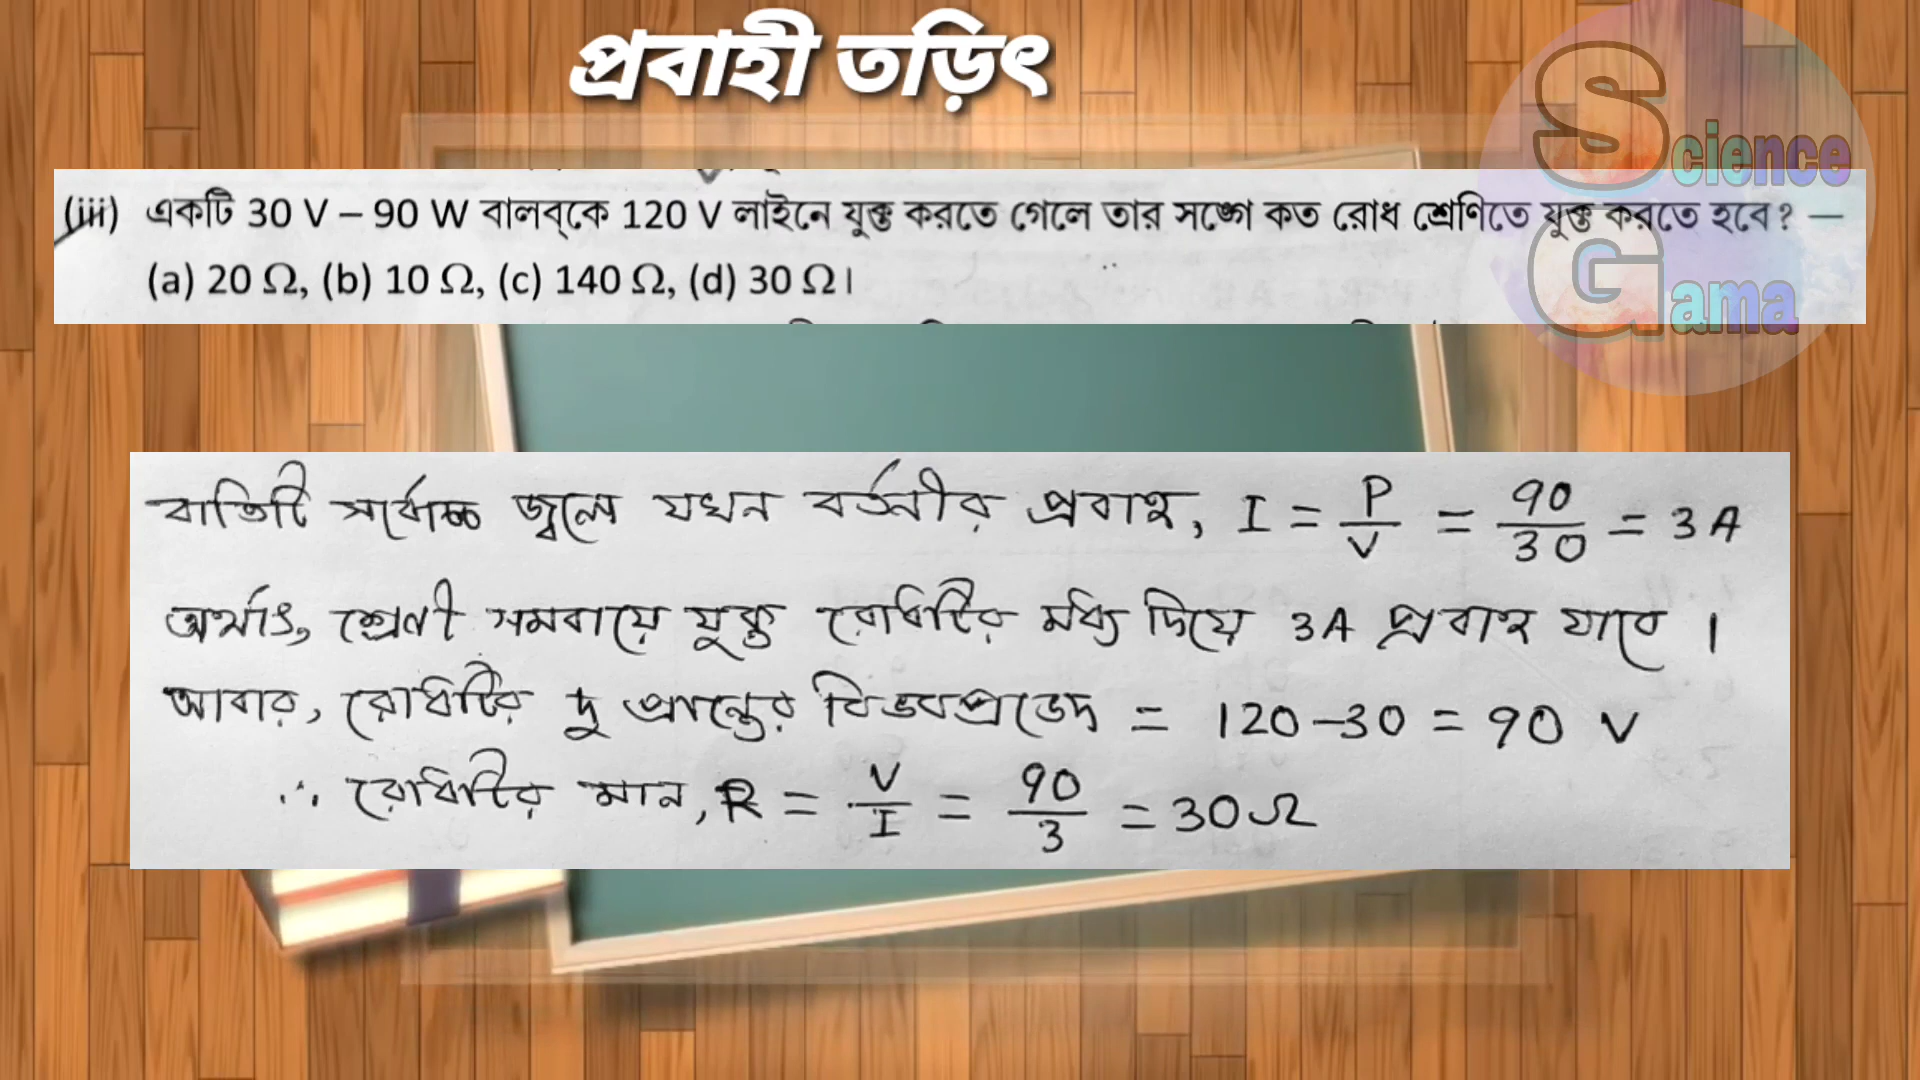 প্রবাহী তড়িৎ
Science
Gama
(iii) একটি 30 V – 90 W বালব্‌কে 120 V লাইনে যুক্ত করতে গেলে তার সঙ্গে কত রোধ শ্রেণিতে যুক্ত করতে হবে? —
(a) 20 Ω, (b) 10 Ω, (c) 140 Ω, (d) 30 Ω।
বাতিটি সর্বোচ্চ জ্বলে যখন বর্তনীর প্রবাহ, I = P/V = 90/30 = 3 A
অর্থাৎ, শ্রেণী সমবায়ে যুক্ত রোধটির মধ্য দিয়ে 3A প্রবাহ যাবে ।
আবার, রোধটির দু প্রান্তের বিভবপ্রভেদ = 120 – 30 = 90 V
∴ রোধটির মান, R = V/I = 90/3 = 30 Ω